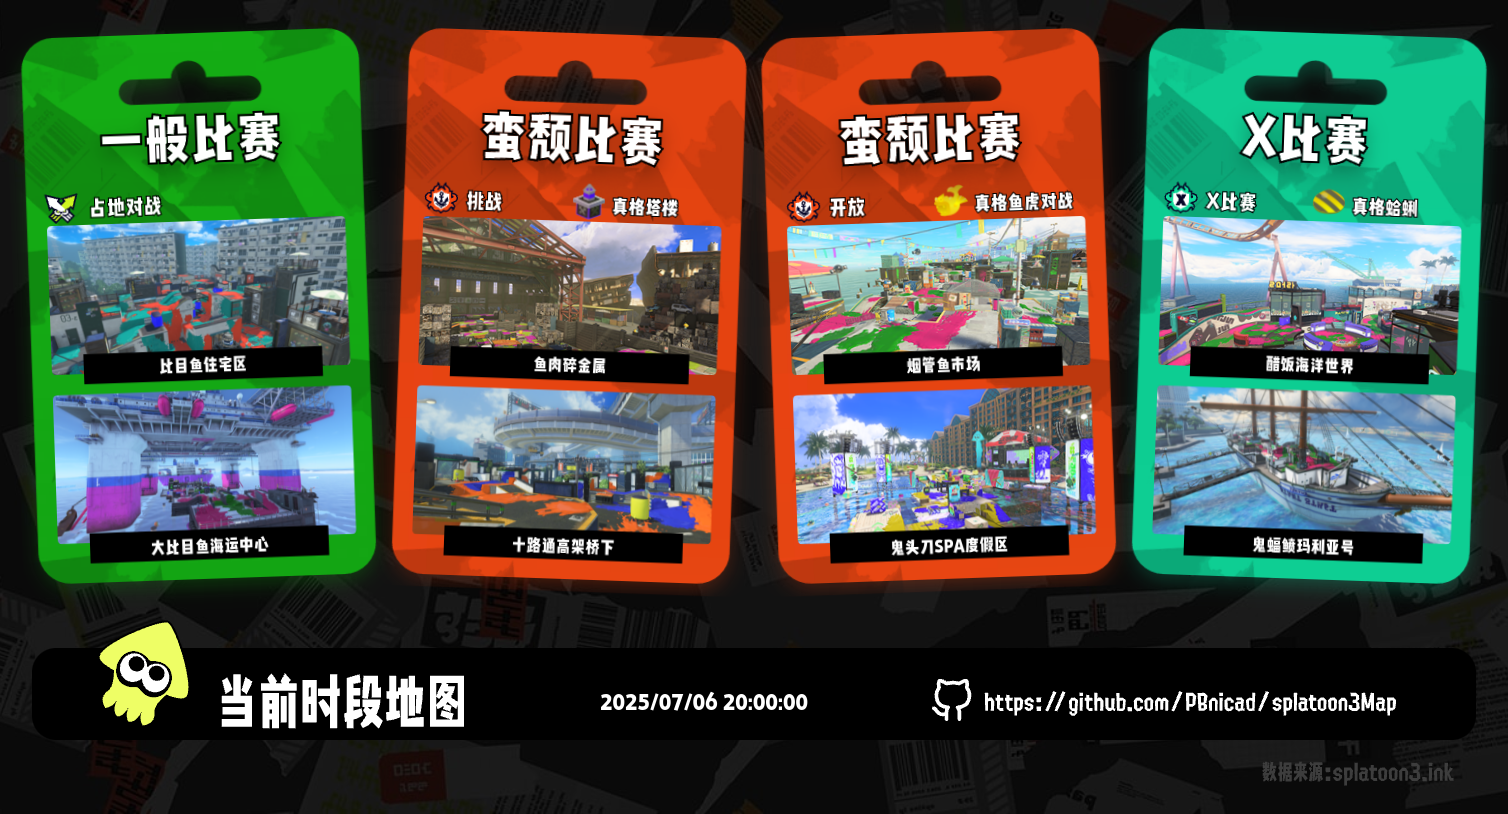 一般比赛
占地对战
比目鱼住宅区
大比目鱼海运中心
蛮颓比赛
挑战
真格塔楼
鱼肉碎金属
十路通高架桥下
蛮颓比赛
开放
真格鱼虎对战
烟管鱼市场
鬼头刀SPA度假区
X比赛
X比赛
真格蛤蜊
醋饭海洋世界
鬼蝠鲼玛利亚号
当前时段地图
2025/07/06 20:00:00
https://github.com/PBnicad/splatoon3Map
数据来源:splatoon3.ink